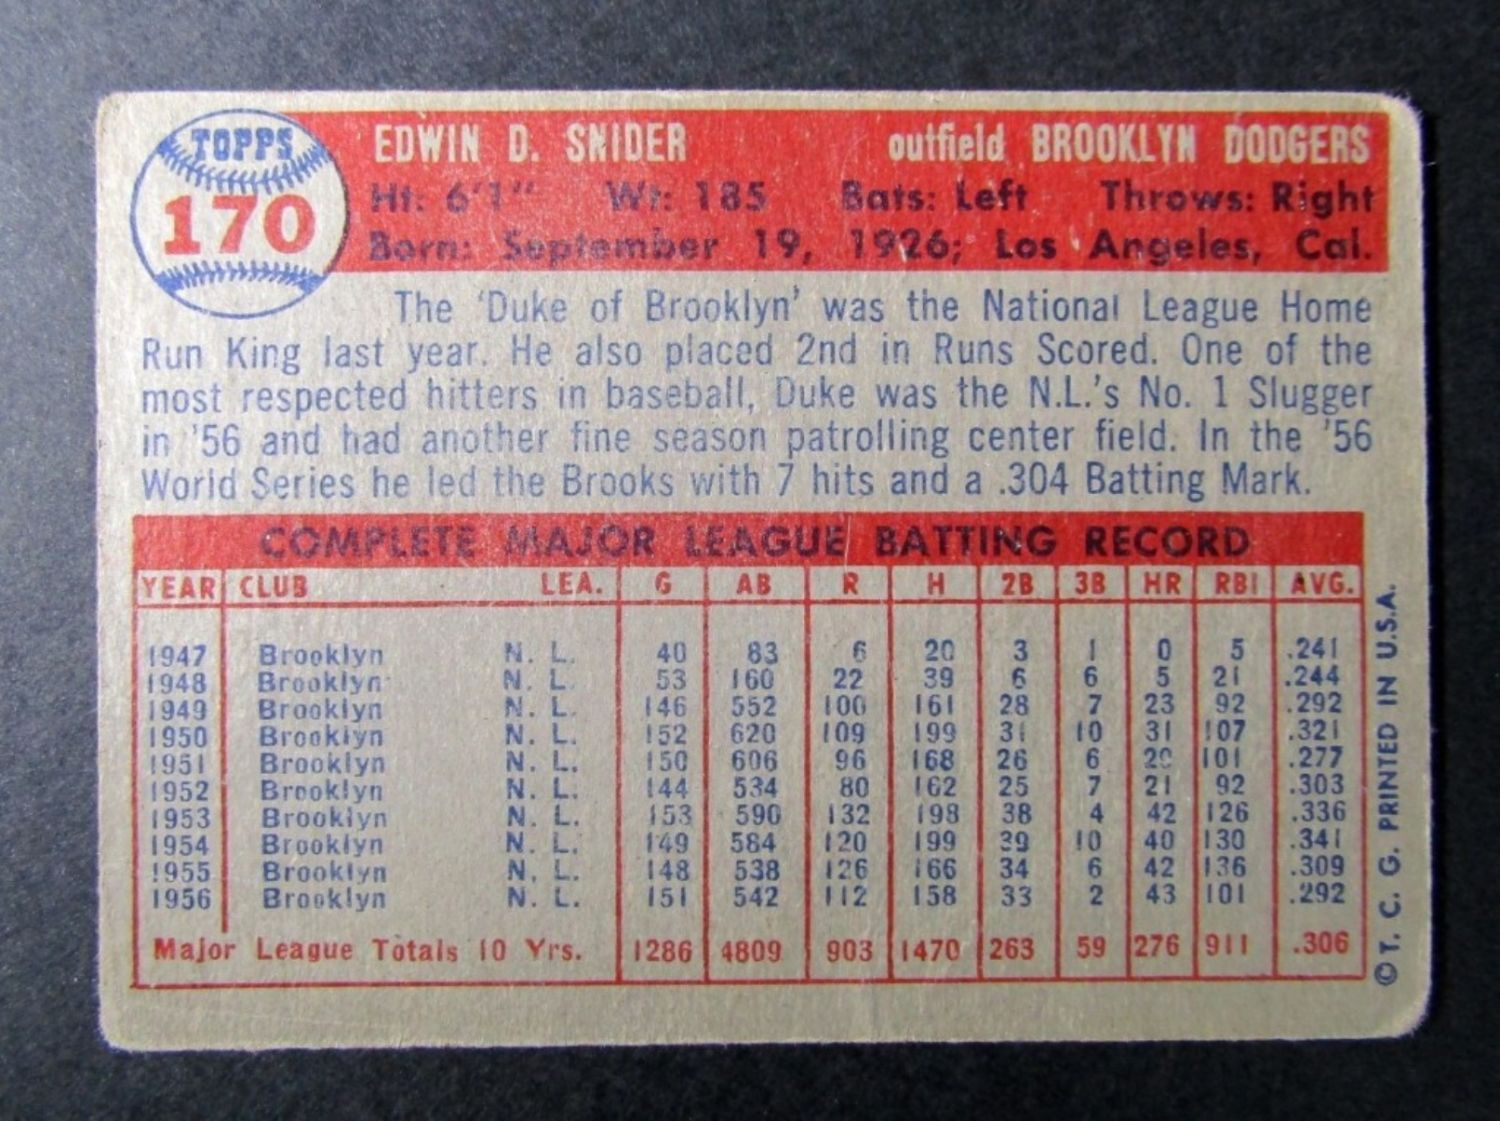 TOPPS
170
EDWIN D. SNIDER outfield BROOKLYN DODGERS
Ht: 6'1" Wt: 185 Bats: Left Throws: Right
Born: September 19, 1926; Los Angeles, Cal.
The 'Duke of Brooklyn' was the National League Home
Run King last year. He also placed 2nd in Runs Scored. One of the
most respected hitters in baseball, Duke was the N.L.'s No. 1 Slugger
in '56 and had another fine season patrolling center field. In the '56
World Series he led the Brooks with 7 hits and a .304 Batting Mark.
COMPLETE MAJOR LEAGUE BATTING RECORD
YEAR CLUB LEA. G AB R H 2B 3B HR RBI AVG.
1947 Brooklyn N. L. 40 83 6 20 3 1 0 5 .241
1948 Brooklyn N. L. 53 160 22 39 6 6 5 21 .244
1949 Brooklyn N. L. 146 552 100 161 28 7 23 92 .292
1950 Brooklyn N. L. 152 620 109 199 31 10 31 107 .321
1951 Brooklyn N. L. 150 606 96 168 26 6 29 101 .277
1952 Brooklyn N. L. 144 534 80 162 25 7 21 92 .303
1953 Brooklyn N. L. 153 590 132 198 38 4 42 126 .336
1954 Brooklyn N. L. 149 584 120 199 39 10 40 130 .341
1955 Brooklyn N. L. 148 538 126 166 34 6 42 136 .309
1956 Brooklyn N. L. 151 542 112 158 33 2 43 101 .292
Major League Totals 10 Yrs. 1286 4809 903 1470 263 59 276 911 .306
© T. C. G. PRINTED IN U.S.A.